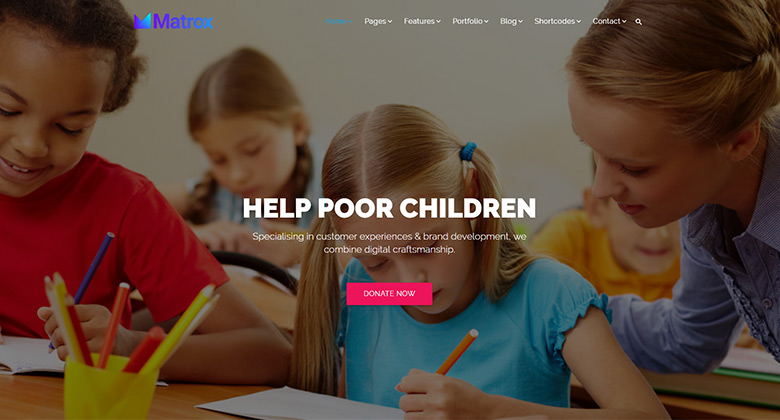 Matrox
Home Pages Features Portfolio Blog Shortcodes Contact
HELP POOR CHILDREN
Specialising in customer experiences & brand development, we
combine digital craftsmanship.
DONATE NOW